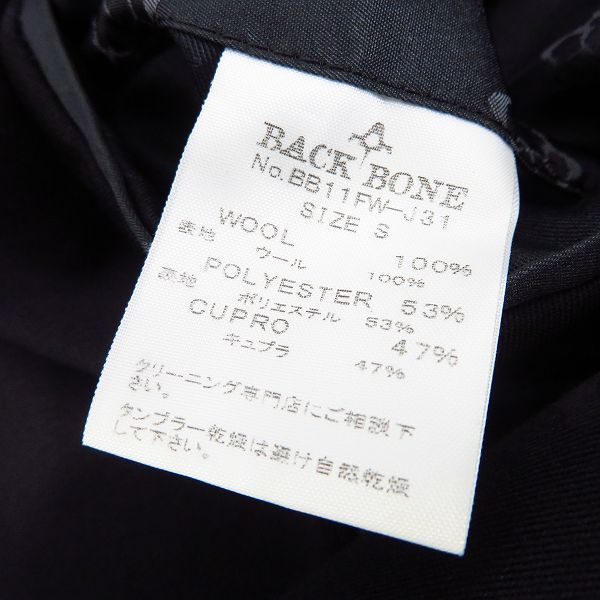 BACK BONE
No.BB11FW-J31
SIZE S
表地 WOOL 100%
ウール 100%
裏地 POLYESTER 53%
ポリエステル 53%
CUPRO 47%
キュプラ 47%
クリーニング専門店にご相談下
さい。
タンブラー乾燥は避け自然乾燥
して下さい。